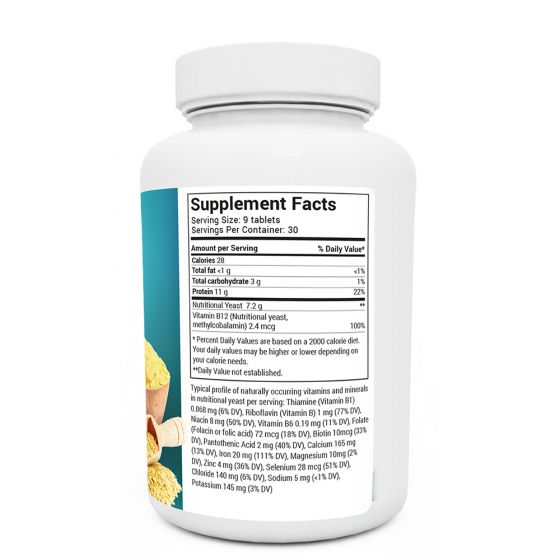 Supplement Facts
Serving Size: 9 tablets
Servings Per Container: 30
Amount per Serving % Daily Value*
Calories 28
Total fat <1 g <1%
Total carbohydrate 3 g 1%
Protein 11 g 22%
Nutritional Yeast 7.2 g **
Vitamin B12 (Nutritional yeast,
methylcobalamin) 2.4 mcg 100%
* Percent Daily Values are based on a 2000 calorie diet.
Your daily values may be higher or lower depending on
your calorie needs.
**Daily Value not established.
Typical profile of naturally occurring vitamins and minerals
in nutritional yeast per serving: Thiamine (Vitamin B1)
0.068 mg (6% DV), Riboflavin (Vitamin B) 1 mg (77% DV),
Niacin 8 mg (50% DV), Vitamin B6 0.19 mg (11% DV), Folate
(Folacin or folic acid) 72 mcg (18% DV), Biotin 10mcg (33%
DV), Pantothenic Acid 2 mg (40% DV), Calcium 165 mg
(13% DV), Iron 20 mg (111% DV), Magnesium 10mg (2%
DV), Zinc 4 mg (36% DV), Selenium 28 mcg (51% DV),
Chloride 140 mg (6% DV), Sodium 5 mg (<1% DV),
Potassium 145 mg (3% DV)